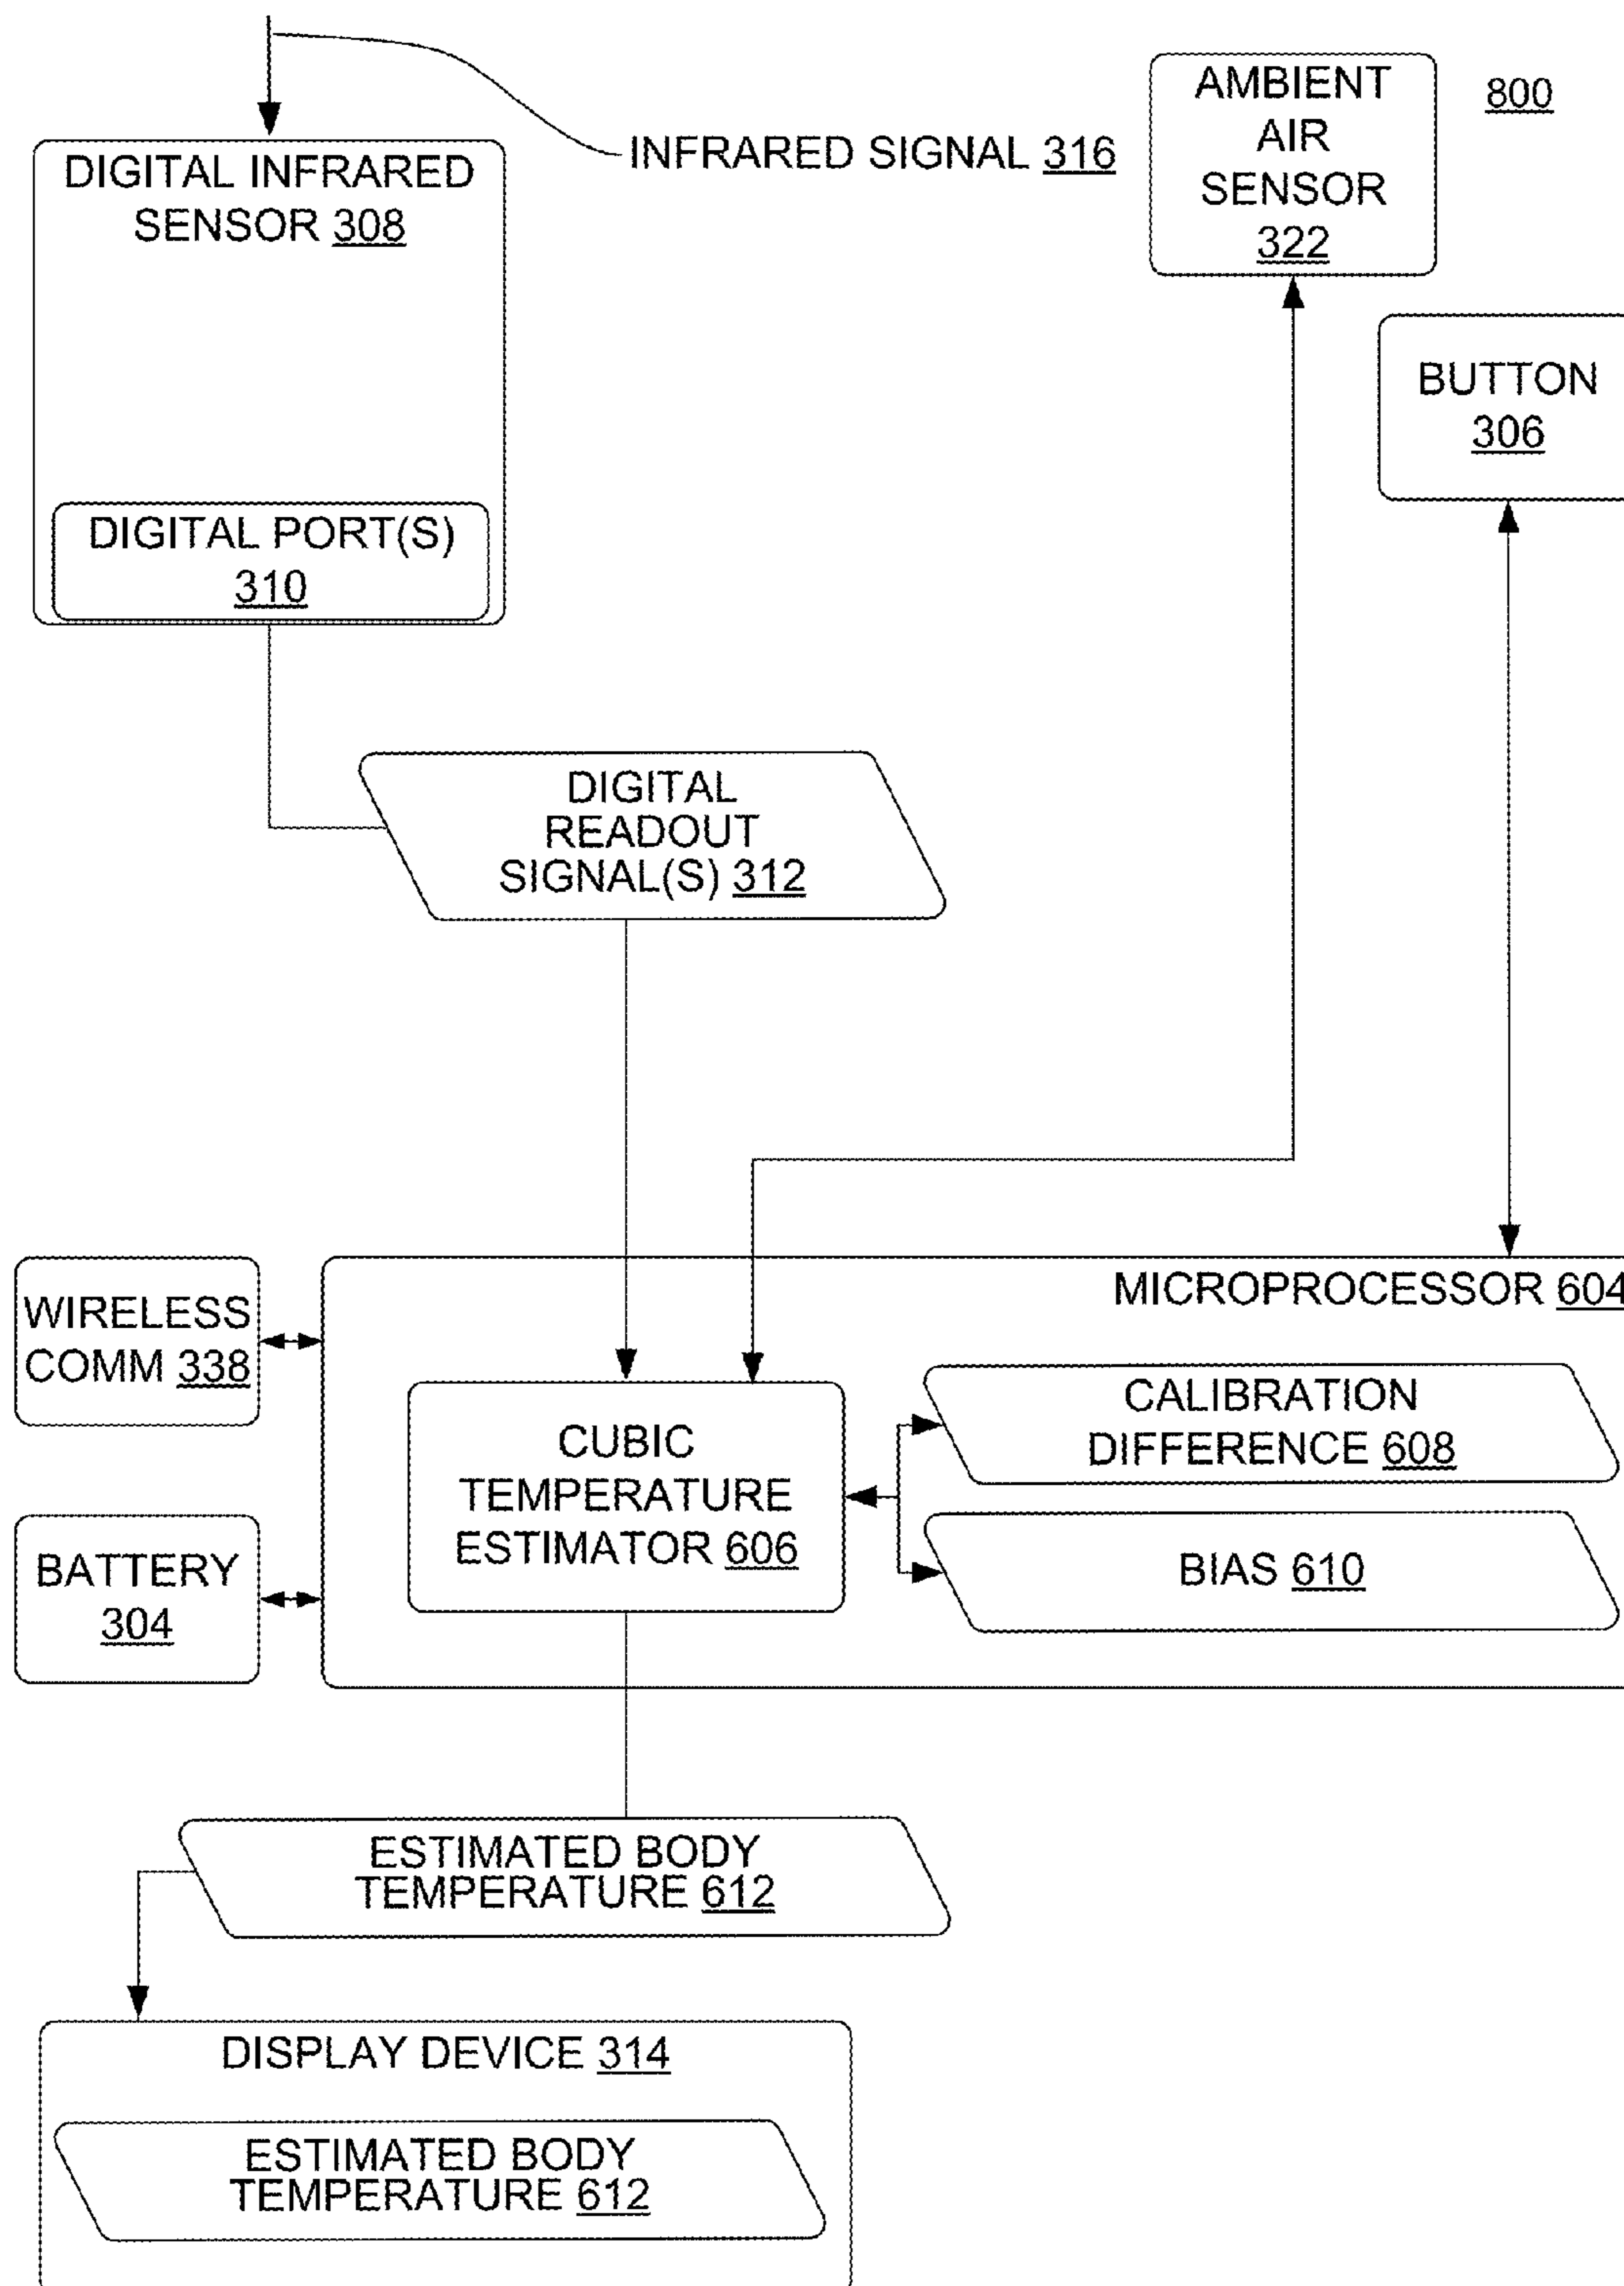 INFRARED SIGNAL 316
AMBIENT
AIR
SENSOR
322
800
DIGITAL INFRARED
SENSOR 308
BUTTON
306
DIGITAL PORT(S)
310
DIGITAL
READOUT
SIGNAL(S) 312
MICROPROCESSOR 604
WIRELESS
COMM 338
CUBIC
TEMPERATURE
ESTIMATOR 606
CALIBRATION
DIFFERENCE 608
BIAS 610
BATTERY
304
ESTIMATED BODY
TEMPERATURE 612
DISPLAY DEVICE 314
ESTIMATED BODY
TEMPERATURE 612